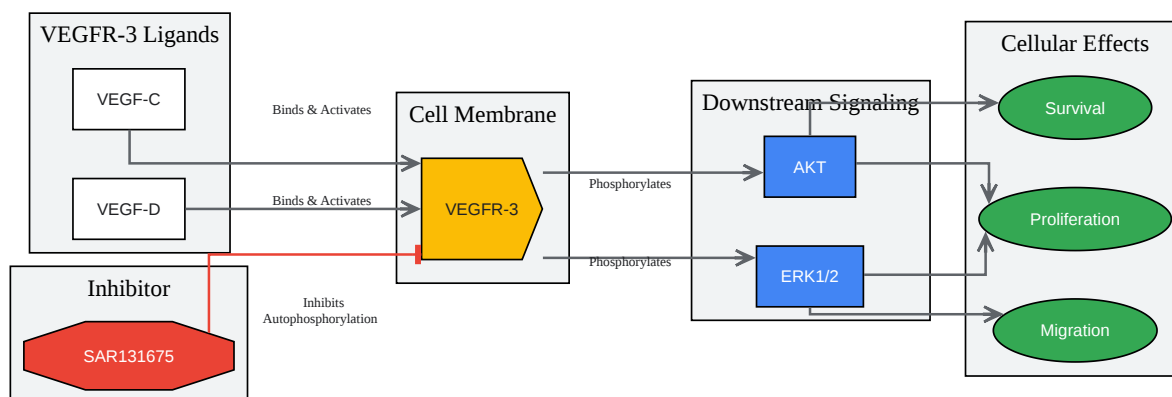 VEGFR-3 Ligands
VEGF-C
VEGF-D
Binds & Activates
Binds & Activates
Inhibitor
SAR131675
Inhibits
Autophosphorylation
Cell Membrane
VEGFR-3
Phosphorylates
Phosphorylates
Downstream Signaling
AKT
ERK1/2
Cellular Effects
Survival
Proliferation
Migration